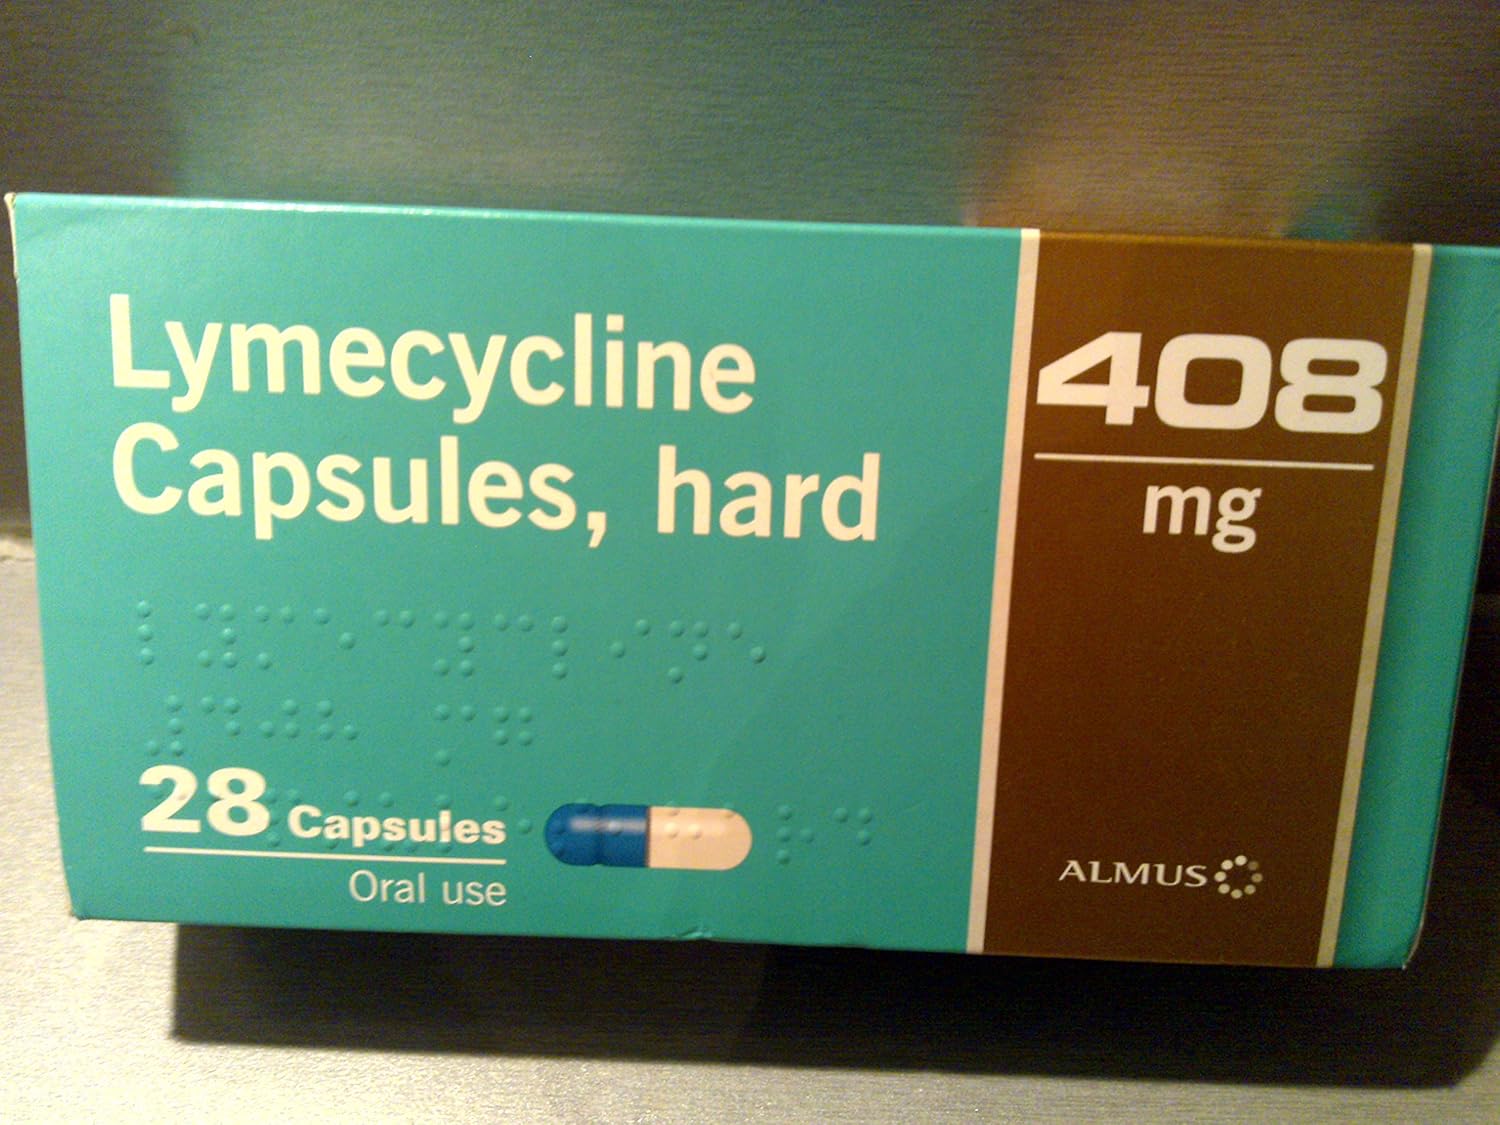 Lymecycline
Capsules, hard
408
mg
28 Capsules
Oral use
ALMUS